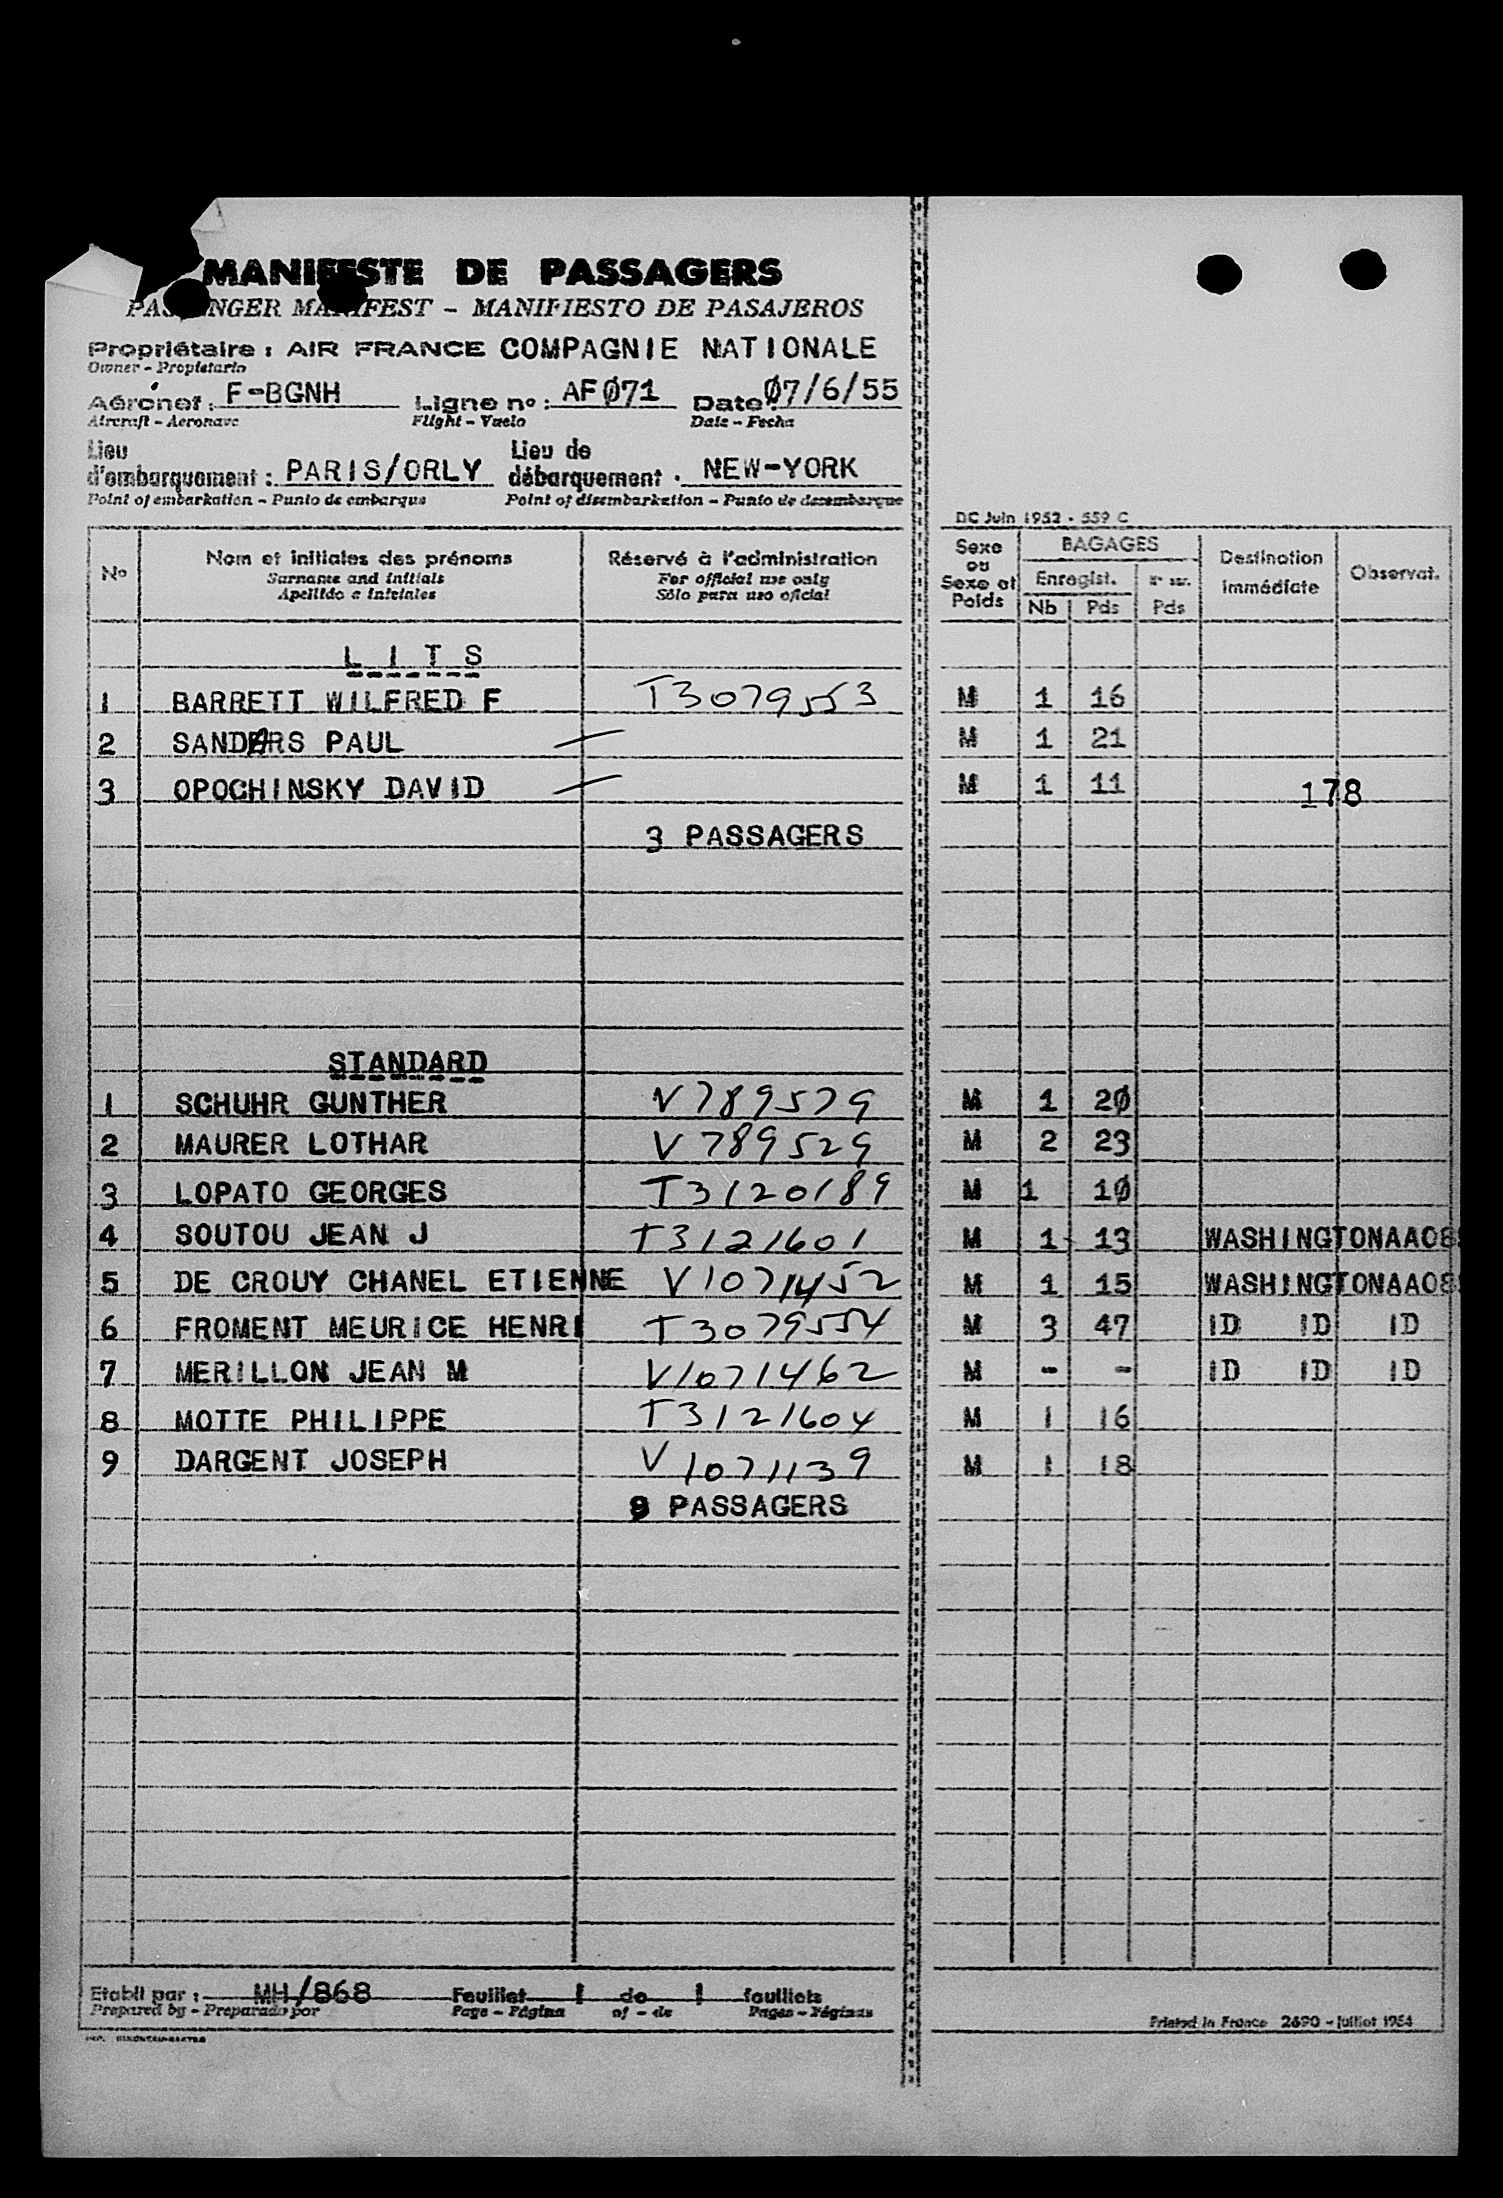 MANIFESTE DE PASSAGERS
PASSENGER MANIFEST - MANIFIESTO DE PASAJEROS
Propriétaire : AIR FRANCE COMPAGNIE NATIONALE
Owner - Propietario
Aéronef : F-BGNH Ligne no : AFØ71 Date Ø7/6/55
Aircraft - Aeronave Flight - Vuelo Date - Fecha
Lieu d'embarquement : PARIS/ORLY Lieu de débarquement . NEW-YORK
Point of embarkation - Punto de embarque Point of disembarkation - Punto de desembarque
DC Juin 1952 - 559 C
No Nom et initiales des prénoms Réservé à l'administration Sexe ou Sexe et Poids BAGAGES Destination immédiate Observat.
Surname and initials For official use only Enregist.
Apellido e iniciales Sólo para uso oficial Nb Pds Pds
L I T S
1 BARRETT WILFRED F T3079553 M 1 16
2 SANDARS PAUL M 1 21
3 OPOCHINSKY DAVID M 1 11 178
3 PASSAGERS
STANDARD
1 SCHUHR GUNTHER V789579 M 1 2Ø
2 MAURER LOTHAR V789529 M 2 23
3 LOPATO GEORGES T3120189 M 1 1Ø
4 SOUTOU JEAN J T3121601 M 1 13 WASHINGTONAA08
5 DE CROUY CHANEL ETIENNE V1071452 M 1 15 WASHINGTONAA08
6 FROMENT MEURICE HENRI T3079554 M 3 47 ID ID ID
7 MERILLON JEAN M V1071462 M - - ID ID ID
8 MOTTE PHILIPPE T3121604 M 1 16
9 DARGENT JOSEPH V1071139 M 1 18
9 PASSAGERS
Etabli par : MH/868 Feuillet 1 de 1 feuillets
Prepared by - Preparado por Page - Página of - de Pages - Páginas
Printed in France 2690 - Juillet 1954